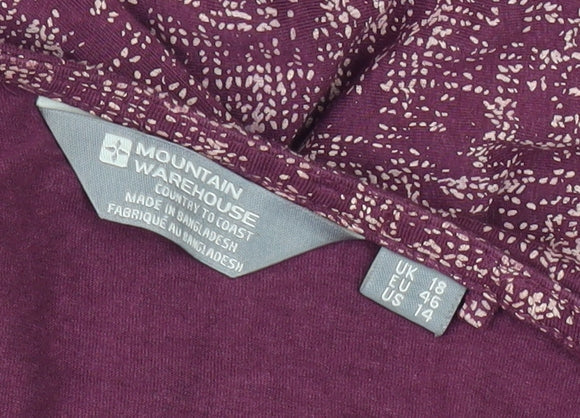 MOUNTAIN
WAREHOUSE
COUNTRY TO COAST
MADE IN BANGLADESH
FABRIQUÉ AU BANGLADESH
UK 18
EU 46
US 14